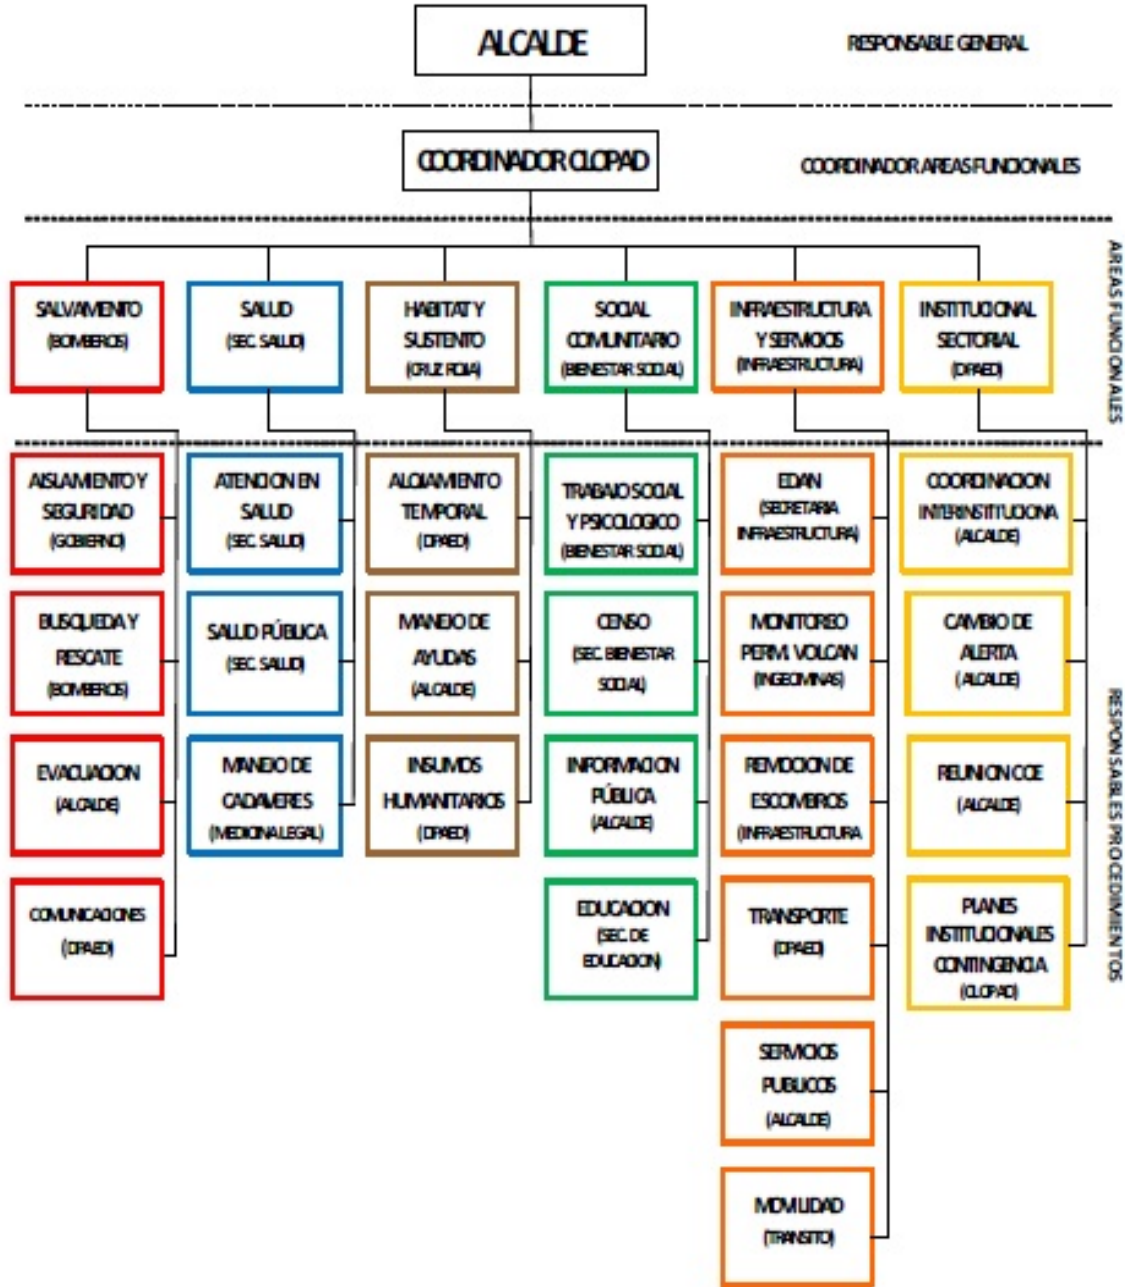 ALCALDE
RESPONSABLE GENERAL
COORDINADOR CLOPAD
COORDINADOR AREAS FUNCIONALES
AREAS FUNCIONALES
SALVAMENTO
(BOMBEROS)
SALUD
(SEC. SALUD)
HABITAT Y
SUSTENTO
(CRUZ ROJA)
SOCIAL
COMUNITARIO
(BIENESTAR SOCIAL)
INFRAESTRUCTURA
Y SERVICIOS
(INFRAESTRUCTURA)
INSTITUCIONAL
SECTORIAL
(DPAED)
RESPONSABLES PROCEDIMIENTOS
AISLAMIENTO Y
SEGURIDAD
(GOBIERNO)
ATENCION EN
SALUD
(SEC. SALUD)
ALOJAMIENTO
TEMPORAL
(DPAED)
TRABAJO SOCIAL
Y PSICOLOGICO
(BIENESTAR SOCIAL)
EDAN
(SECRETARIA
INFRAESTRUCTURA)
COORDINACION
INTERINSTITUCIONA
(ALCALDE)
BUSQUEDA Y
RESCATE
(BOMBEROS)
SALUD PÚBLICA
(SEC. SALUD)
MANEJO DE
AYUDAS
(ALCALDE)
CENSO
(SEC. BIENESTAR
SOCIAL)
MONITOREO
PERM. VOLCAN
(INGEOMINAS)
CAMBIO DE
ALERTA
(ALCALDE)
EVACUACION
(ALCALDE)
MANEJO DE
CADAVERES
(MEDICINA LEGAL)
INSUMOS
HUMANITARIOS
(DPAED)
INFORMACION
PÚBLICA
(ALCALDE)
REMOCION DE
ESCOMBROS
(INFRAESTRUCTURA
REUNION COE
(ALCALDE)
COMUNICACIONES
(DPAED)
EDUCACION
(SEC. DE
EDUCACION)
TRANSPORTE
(DPAED)
PLANES
INSTITUCIONALES
CONTINGENCIA
(CLOPAD)
SERVICIOS
PUBLICOS
(ALCALDE)
MOVILIDAD
(TRANSITO)